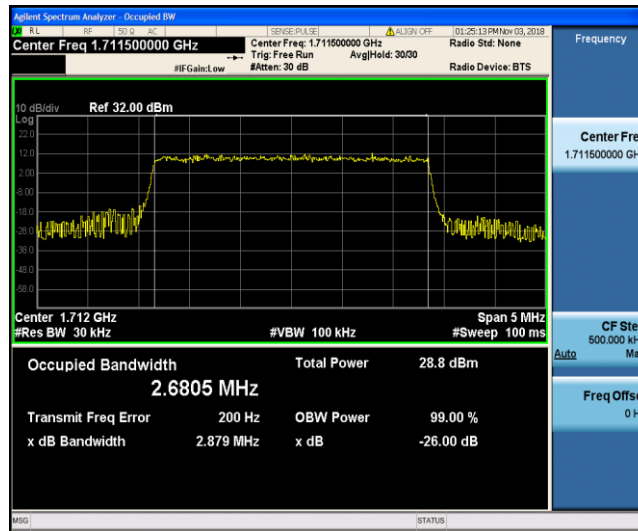 Agilent Spectrum Analyzer - Occupied BW
RL RF 50 Ω AC SENSE:PULSE ALIGN OFF 01:25:13 PM Nov 03, 2018
Center Freq 1.711500000 GHz Center Freq: 1.711500000 GHz Radio Std: None Frequency
Trig: Free Run Avg|Hold: 30/30
#IFGain:Low #Atten: 30 dB Radio Device: BTS
10 dB/div Ref 32.00 dBm
Log
22.0
12.0
2.00
-8.00
-18.0
-28.0
-38.0
-48.0
-58.0
Center Fre
1.711500000 GH
Center 1.712 GHz Span 5 MHz
#Res BW 30 kHz #VBW 100 kHz #Sweep 100 ms
CF Ste
500.000 kH
Auto Ma
Occupied Bandwidth Total Power 28.8 dBm
2.6805 MHz
Transmit Freq Error 200 Hz OBW Power 99.00 %
x dB Bandwidth 2.879 MHz x dB -26.00 dB
Freq Offse
0 H
MSG STATUS